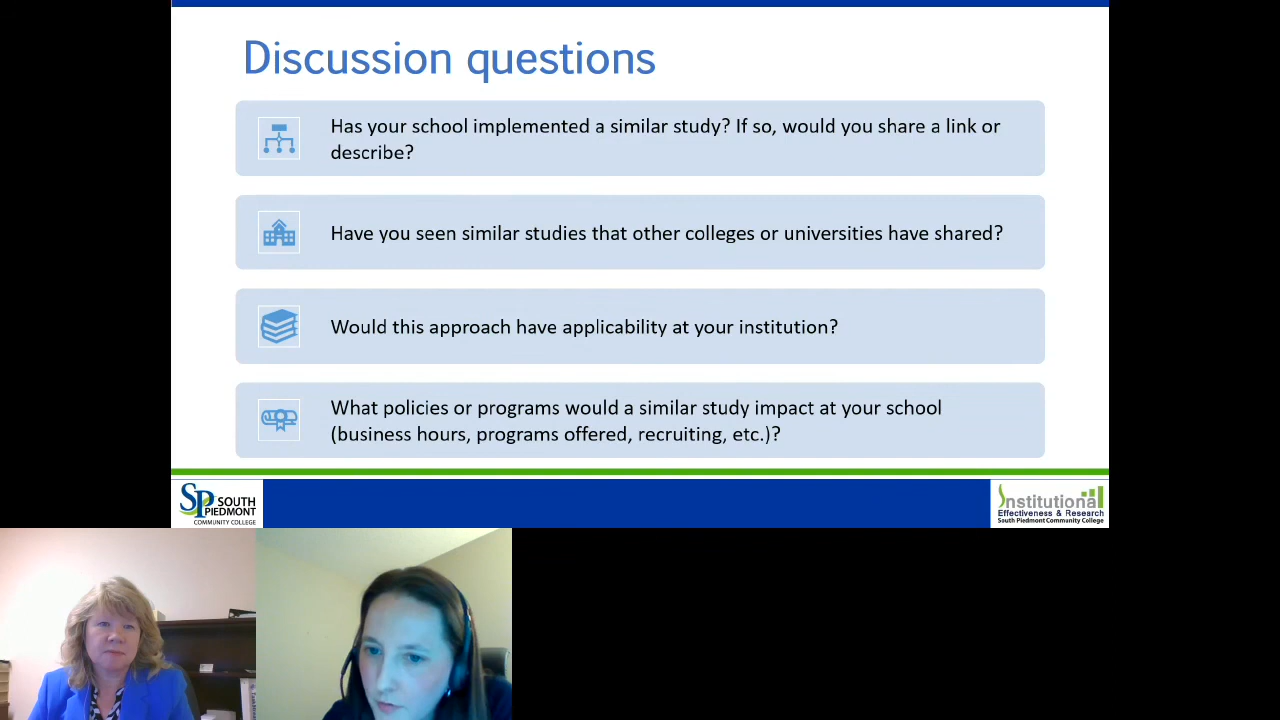 Discussion questions
Has your school implemented a similar study? If so, would you share a link or
describe?
Have you seen similar studies that other colleges or universities have shared?
Would this approach have applicability at your institution?
What policies or programs would a similar study impact at your school
(business hours, programs offered, recruiting, etc.)?
SP SOUTH
PIEDMONT
COMMUNITY COLLEGE
Institutional
Effectiveness & Research
South Piedmont Community College